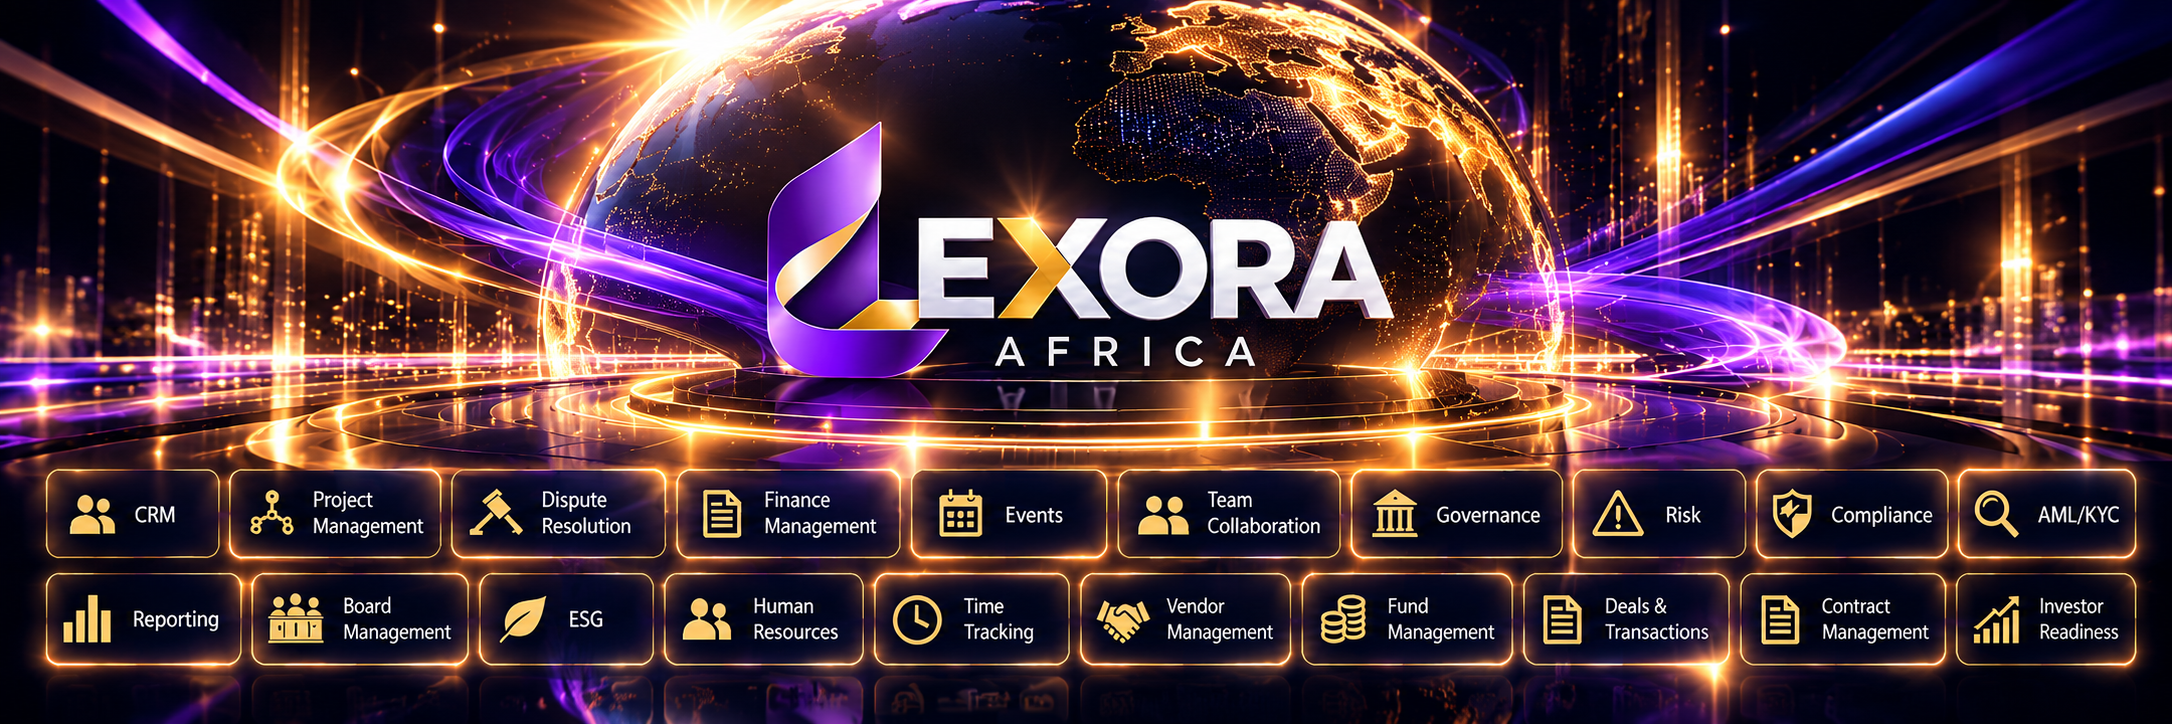 LEXORA
AFRICA
CRM
Project
Management
Dispute
Resolution
Finance
Management
Events
Team
Collaboration
Governance
Risk
Compliance
AML/KYC
Reporting
Board
Management
ESG
Human
Resources
Time
Tracking
Vendor
Management
Fund
Management
Deals &
Transactions
Contract
Management
Investor
Readiness